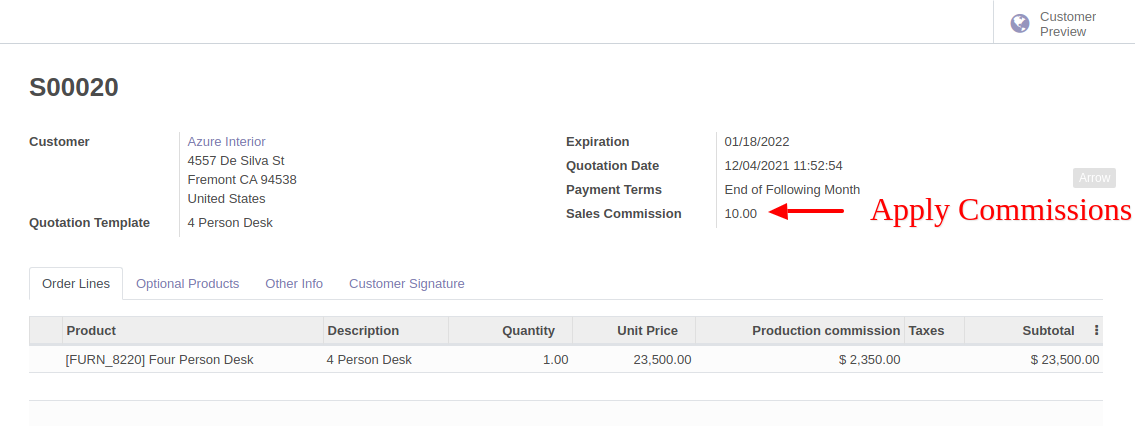 Customer
Preview
S00020
Customer
Azure Interior
4557 De Silva St
Fremont CA 94538
United States
Quotation Template 4 Person Desk
Expiration 01/18/2022
Quotation Date 12/04/2021 11:52:54
Payment Terms End of Following Month
Sales Commission 10.00
Arrow
Apply Commissions
Order Lines Optional Products Other Info Customer Signature
Product Description Quantity Unit Price Production commission Taxes Subtotal
[FURN_8220] Four Person Desk 4 Person Desk 1.00 23,500.00 $ 2,350.00 $ 23,500.00